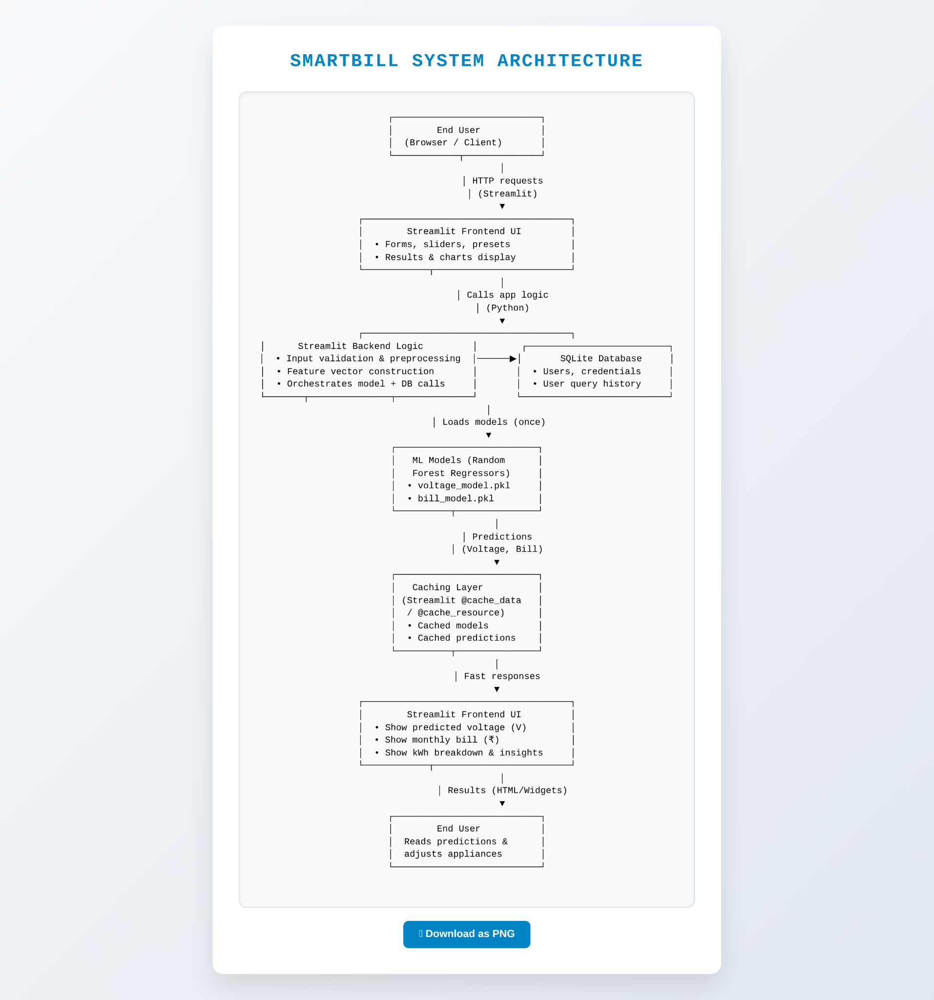 SMARTBILL SYSTEM ARCHITECTURE
End User
(Browser / Client)
HTTP requests
(Streamlit)
Streamlit Frontend UI
• Forms, sliders, presets
• Results & charts display
Calls app logic
(Python)
Streamlit Backend Logic
• Input validation & preprocessing
• Feature vector construction
• Orchestrates model + DB calls
SQLite Database
• Users, credentials
• User query history
Loads models (once)
ML Models (Random
Forest Regressors)
• voltage_model.pkl
• bill_model.pkl
Predictions
(Voltage, Bill)
Caching Layer
(Streamlit @cache_data
/ @cache_resource)
• Cached models
• Cached predictions
Fast responses
Streamlit Frontend UI
• Show predicted voltage (V)
• Show monthly bill (₹)
• Show kWh breakdown & insights
Results (HTML/Widgets)
End User
Reads predictions &
adjusts appliances
Download as PNG